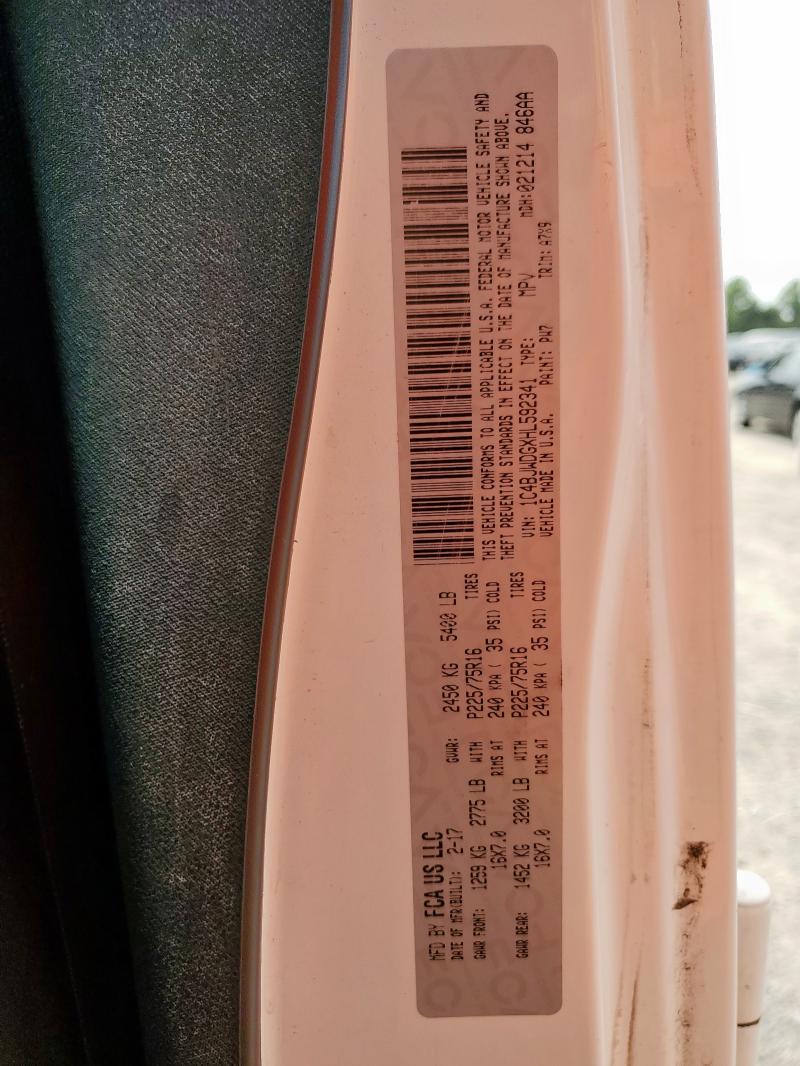 MFD BY FCA US LLC
DATE OF MFR(BUILT): 2-17 GVWR: 2450 KG 5400 LB
GAWR FRONT: 1259 KG 2775 LB WITH P225/75R16 TIRES
16X7.0 RIMS AT 240 KPA ( 35 PSI) COLD
GAWR REAR: 1452 KG 3200 LB WITH P225/75R16 TIRES
16X7.0 RIMS AT 240 KPA ( 35 PSI) COLD
THIS VEHICLE CONFORMS TO ALL APPLICABLE U.S.A. FEDERAL MOTOR VEHICLE SAFETY AND
THEFT PREVENTION STANDARDS IN EFFECT ON THE DATE OF MANUFACTURE SHOWN ABOVE.
VIN: 1C4BJWDGXHL592341 TYPE: MPV MDH:021214 846AA
VEHICLE MADE IN U.S.A. PAINT: PW7 TRIM: A7X9